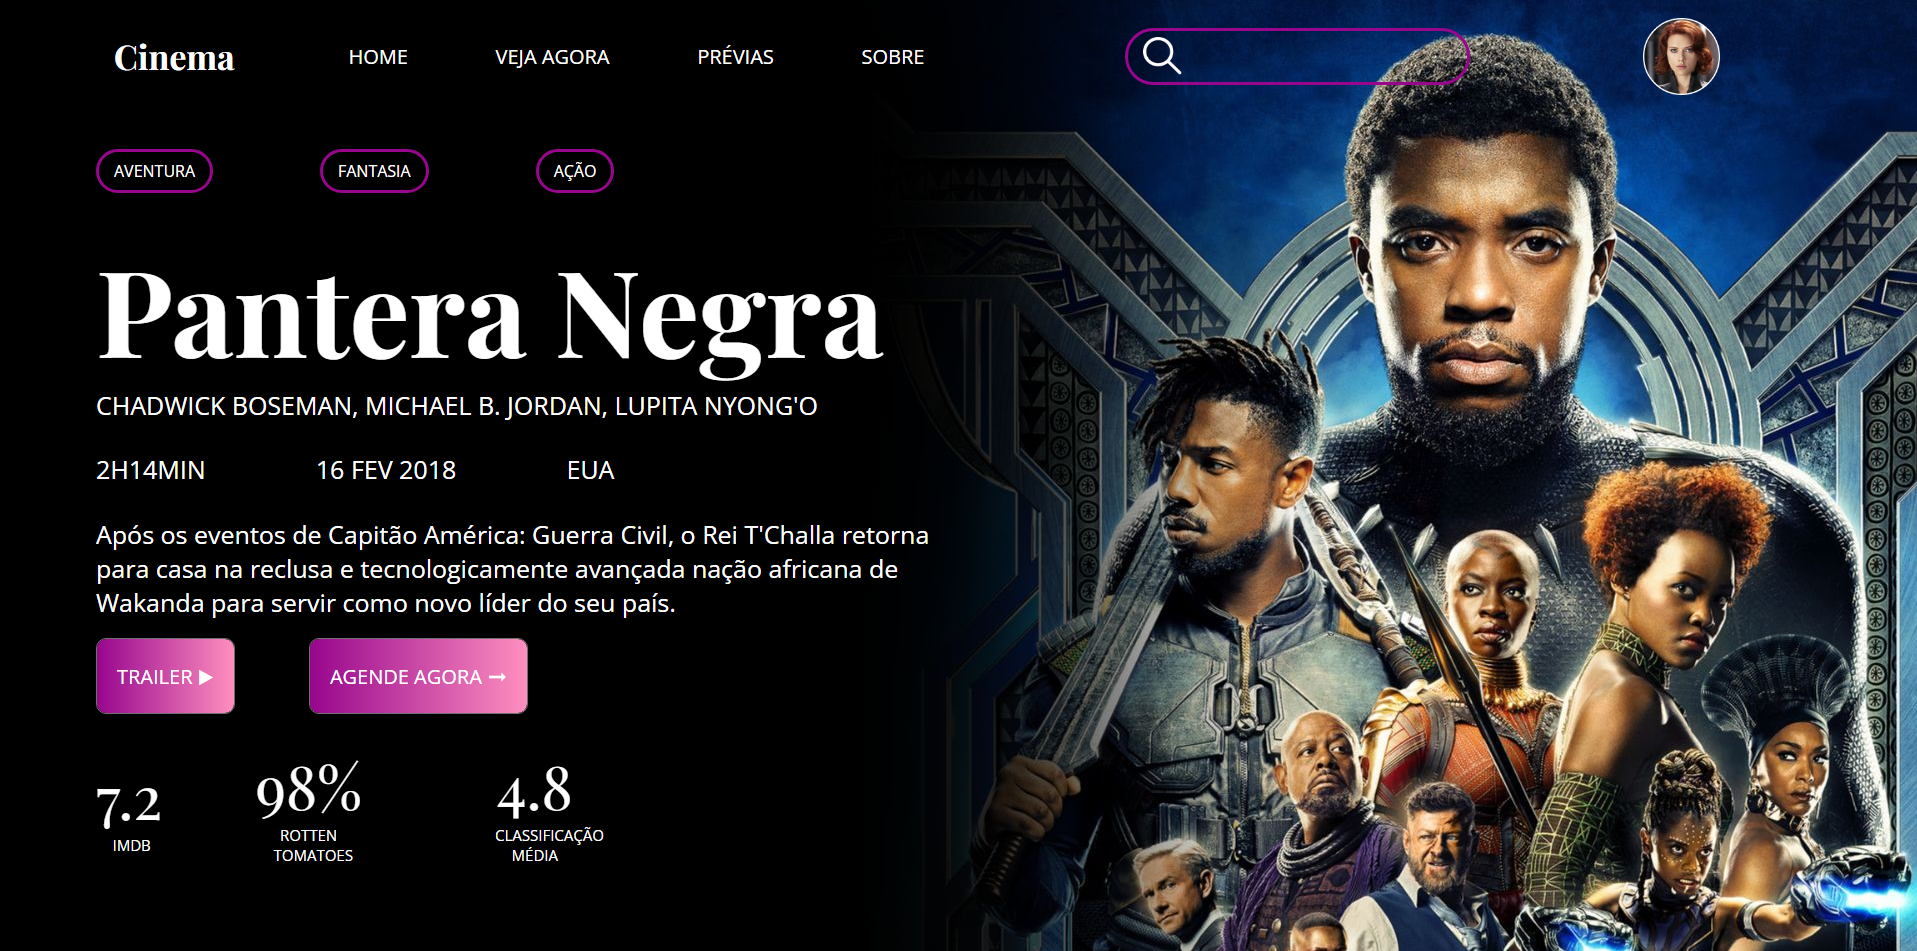 Cinema
HOME
VEJA AGORA
PRÉVIAS
SOBRE
AVENTURA
FANTASIA
AÇÃO
Pantera Negra
CHADWICK BOSEMAN, MICHAEL B. JORDAN, LUPITA NYONG'O
2H14MIN
16 FEV 2018
EUA
Após os eventos de Capitão América: Guerra Civil, o Rei T'Challa retorna
para casa na reclusa e tecnologicamente avançada nação africana de
Wakanda para servir como novo líder do seu país.
TRAILER
AGENDE AGORA
7.2
IMDB
98%
ROTTEN
TOMATOES
4.8
CLASSIFICAÇÃO
MÉDIA